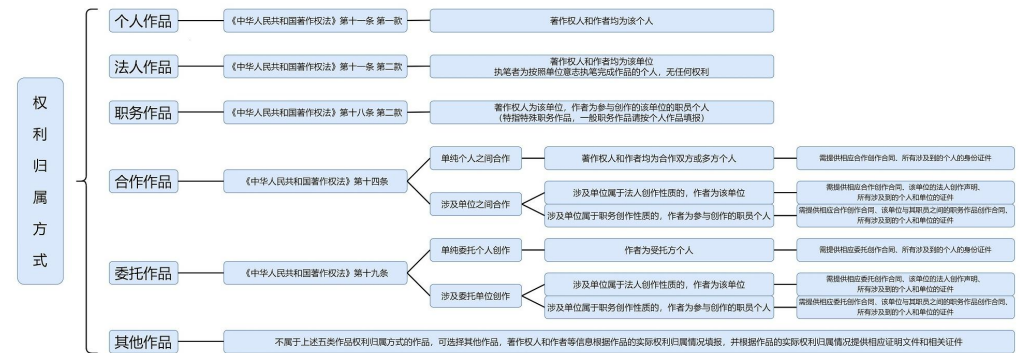 权利归属方式
个人作品
《中华人民共和国著作权法》第十一条 第一款
著作权人和作者均为该个人
法人作品
《中华人民共和国著作权法》第十一条 第二款
著作权人和作者均为该单位
执笔者为按照单位意志执笔完成作品的个人，无任何权利
职务作品
《中华人民共和国著作权法》第十八条 第二款
著作权人为该单位，作者为参与创作的该单位的职员个人
（特指特殊职务作品，一般职务作品请按个人作品填报）
合作作品
《中华人民共和国著作权法》第十四条
单纯个人之间合作
著作权人和作者均为合作双方或多方个人
需提供相应合作创作合同、所有涉及到的个人的身份证件
涉及单位之间合作
涉及单位属于法人创作性质的，作者为该单位
需提供相应合作创作合同、该单位的法人创作声明、
所有涉及到的个人和单位的证件
涉及单位属于职务创作性质的，作者为参与创作的职员个人
需提供相应合作创作合同、该单位与其职员之间的职务作品创作合同、
所有涉及到的个人和单位的证件
委托作品
《中华人民共和国著作权法》第十九条
单纯委托个人创作
作者为受托方个人
需提供相应委托创作合同、所有涉及到的个人的身份证件
涉及委托单位创作
涉及单位属于法人创作性质的，作者为该单位
需提供相应委托创作合同、该单位的法人创作声明、
所有涉及到的个人和单位的证件
涉及单位属于职务创作性质的，作者为参与创作的职员个人
需提供相应委托创作合同、该单位与其职员之间的职务作品创作合同、
所有涉及到的个人和单位的证件
其他作品
不属于上述五类作品权利归属方式的作品，可选择其他作品，著作权人和作者等信息根据作品的实际权利归属情况填报，并根据作品的实际权利归属情况提供相应证明文件和相关证件